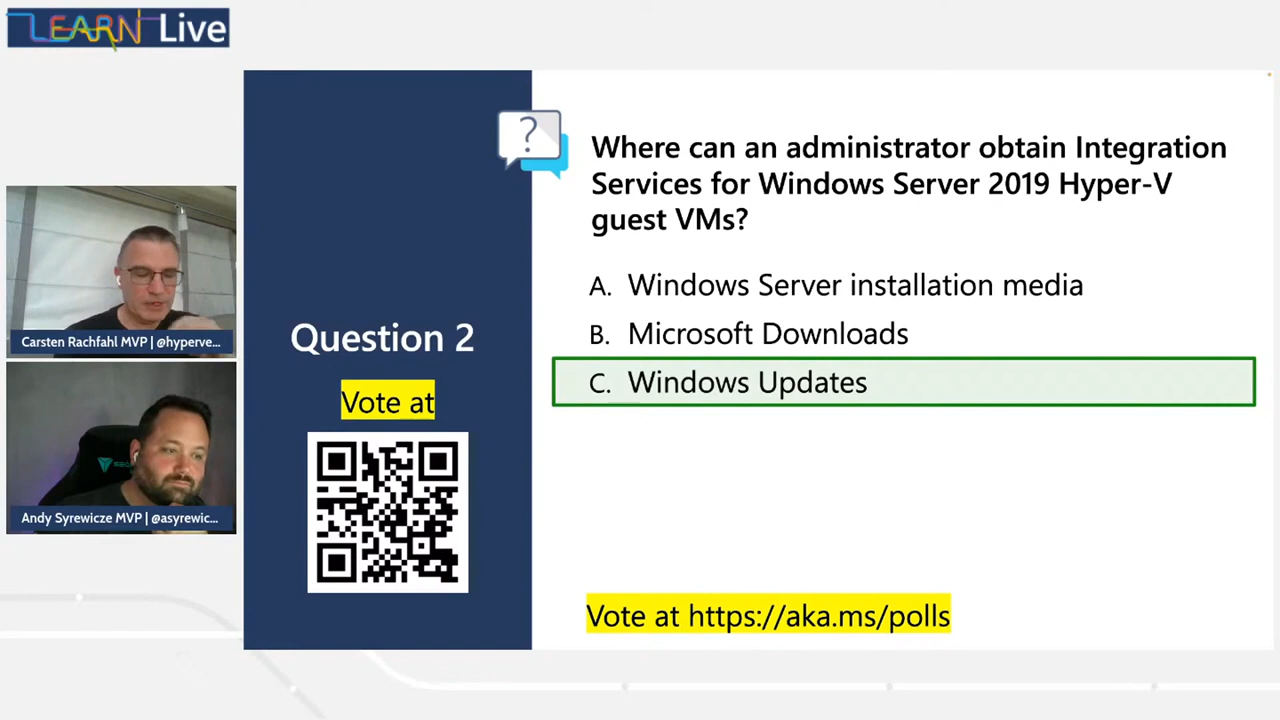 LEARN Live
Where can an administrator obtain Integration
Services for Windows Server 2019 Hyper-V
guest VMs?
A. Windows Server installation media
B. Microsoft Downloads
C. Windows Updates
Question 2
Vote at
Vote at https://aka.ms/polls
Carsten Rachfahl MVP | @hyperve...
Andy Syrewicze MVP | @asyrewic...